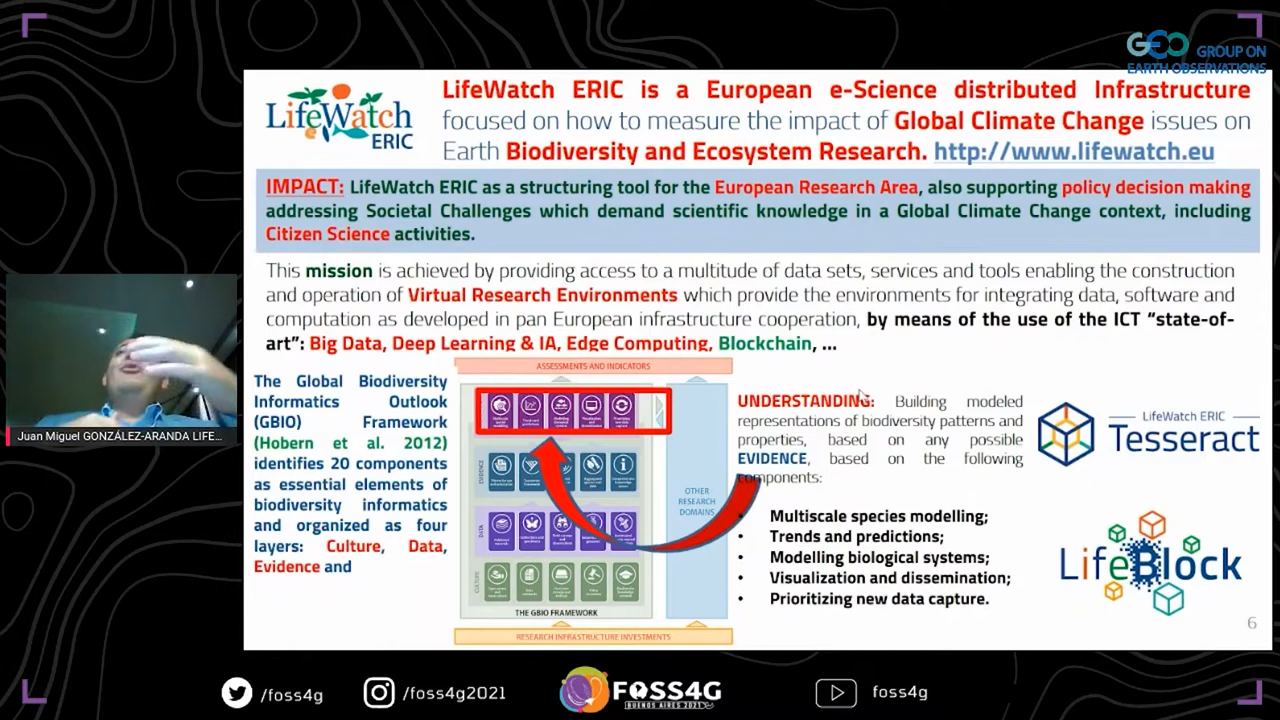 GEO GROUP ON
EARTH OBSERVATIONS
LifeWatch
ERIC
LifeWatch ERIC is a European e-Science distributed Infrastructure
focused on how to measure the impact of Global Climate Change issues on
Earth Biodiversity and Ecosystem Research. http://www.lifewatch.eu
IMPACT: LifeWatch ERIC as a structuring tool for the European Research Area, also supporting policy decision making
addressing Societal Challenges which demand scientific knowledge in a Global Climate Change context, including
Citizen Science activities.
This mission is achieved by providing access to a multitude of data sets, services and tools enabling the construction
and operation of Virtual Research Environments which provide the environments for integrating data, software and
computation as developed in pan European infrastructure cooperation, by means of the use of the ICT “state-of-
art”: Big Data, Deep Learning & IA, Edge Computing, Blockchain, ...
The Global Biodiversity
Informatics Outlook
(GBIO) Framework
(Hobern et al. 2012)
identifies 20 components
as essential elements of
biodiversity informatics
and organized as four
layers: Culture, Data,
Evidence and
ASSESSMENTS AND INDICATORS
EVIDENCE
DATA
CULTURE
OTHER
RESEARCH
DOMAINS
THE GBIO FRAMEWORK
RESEARCH INFRASTRUCTURE INVESTMENTS
UNDERSTANDING: Building modeled
representations of biodiversity patterns and
properties, based on any possible
EVIDENCE, based on the following
components:
• Multiscale species modelling;
• Trends and predictions;
• Modelling biological systems;
• Visualization and dissemination;
• Prioritizing new data capture.
LifeWatch ERIC
Tesseract
LifeBlock
6
Juan Miguel GONZÁLEZ-ARANDA LIFE...
/foss4g
/foss4g2021
FOSS4G
BUENOS AIRES 2021
foss4g